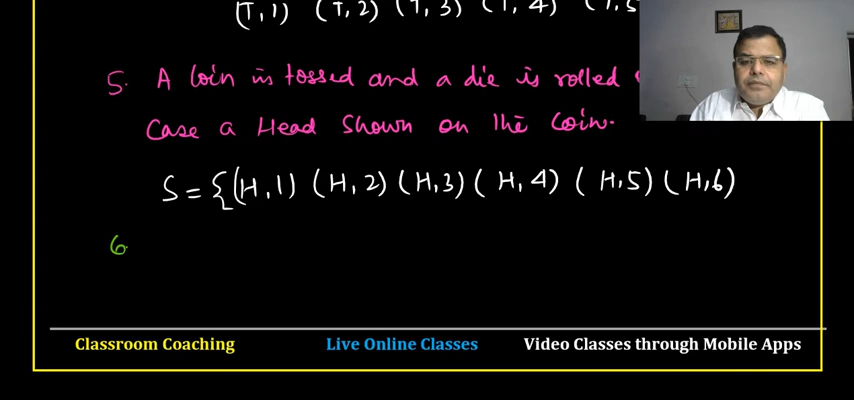 (T,1) (T,2) (T,3) (T,4) (T,5
5. A Coin is tossed and a die is rolled
Case a Head Shown on the Coin.
S = {(H,1) (H,2) (H,3) (H,4) (H,5) (H,6)
6.
Classroom Coaching Live Online Classes Video Classes through Mobile Apps